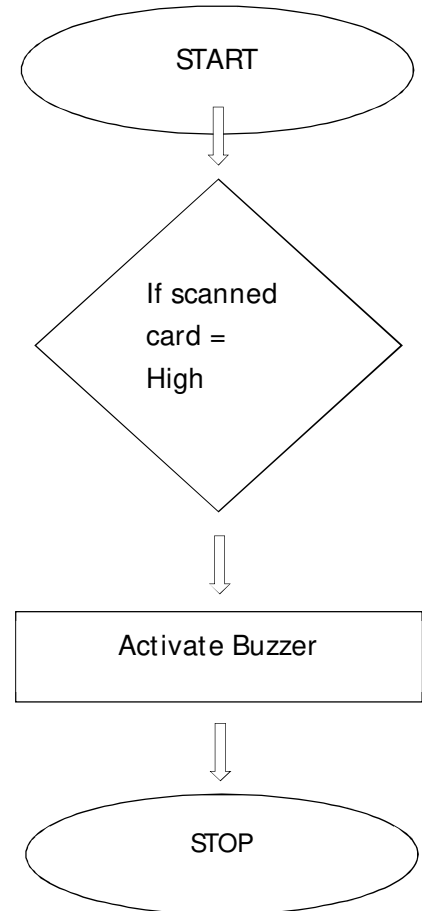 START
If scanned
card =
High
Activate Buzzer
STOP